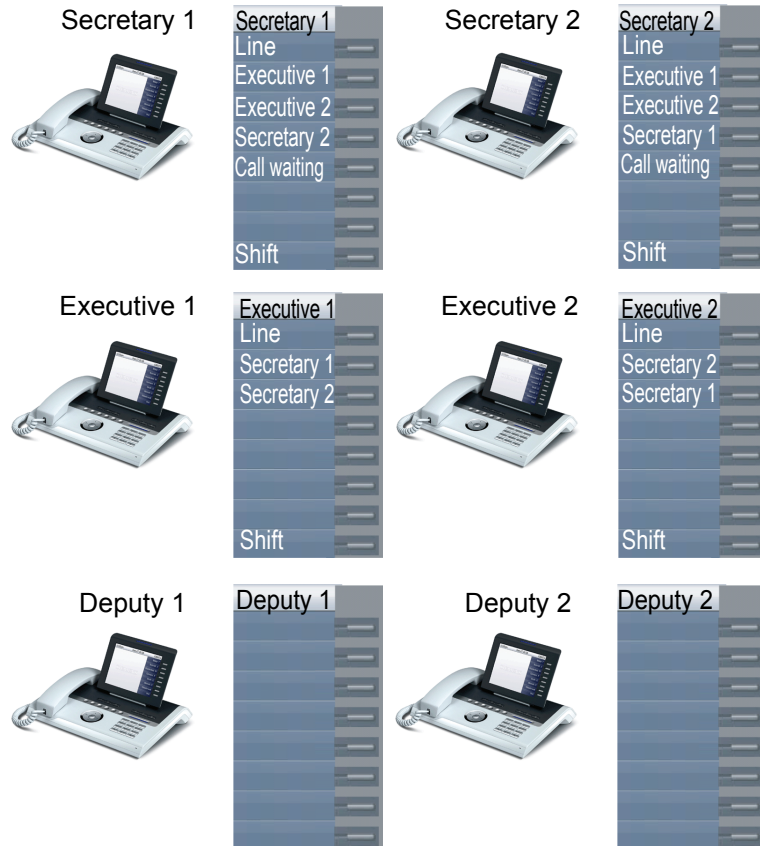 Secretary 1
Secretary 1
Line
Executive 1
Executive 2
Secretary 2
Call waiting
Shift
Secretary 2
Secretary 2
Line
Executive 1
Executive 2
Secretary 1
Call waiting
Shift
Executive 1
Executive 1
Line
Secretary 1
Secretary 2
Shift
Executive 2
Executive 2
Line
Secretary 2
Secretary 1
Shift
Deputy 1
Deputy 1
Deputy 2
Deputy 2